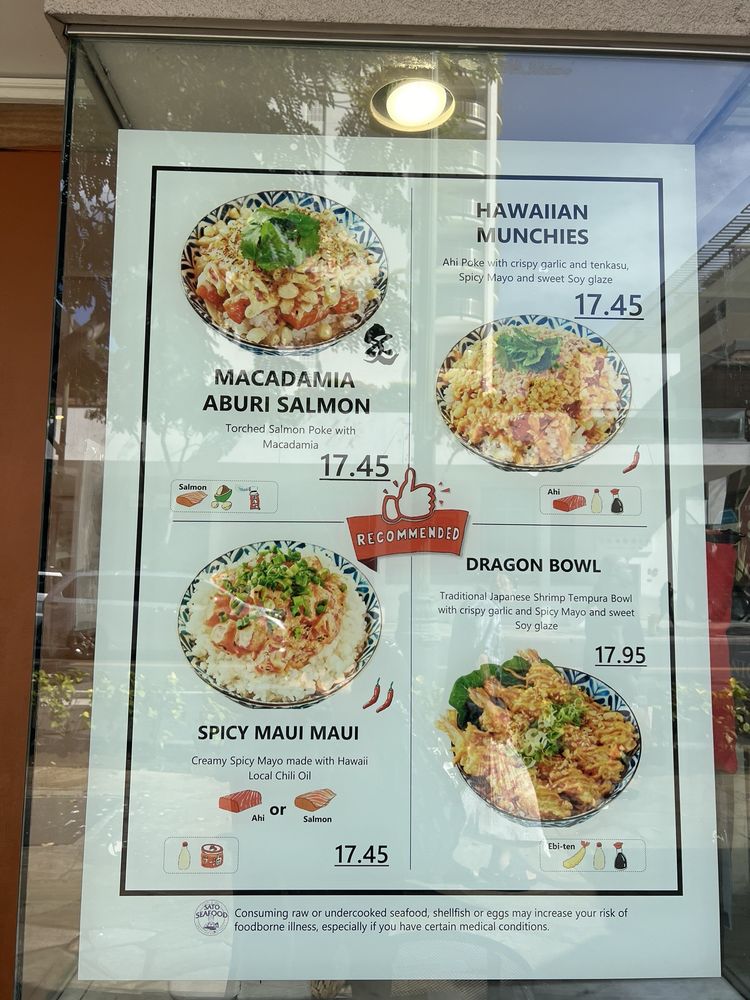 MACADAMIA
ABURI SALMON
Torched Salmon Poke with
Macadamia
17.45
Salmon
HAWAIIAN
MUNCHIES
Ahi Poke with crispy garlic and tenkasu,
Spicy Mayo and sweet Soy glaze
17.45
Ahi
RECOMMENDED
SPICY MAUI MAUI
Creamy Spicy Mayo made with Hawaii
Local Chili Oil
Ahi or Salmon
17.45
DRAGON BOWL
Traditional Japanese Shrimp Tempura Bowl
with crispy garlic and Spicy Mayo and sweet
Soy glaze
17.95
Ebi-ten
SATO
SEAFOOD
Consuming raw or undercooked seafood, shellfish or eggs may increase your risk of
foodborne illness, especially if you have certain medical conditions.